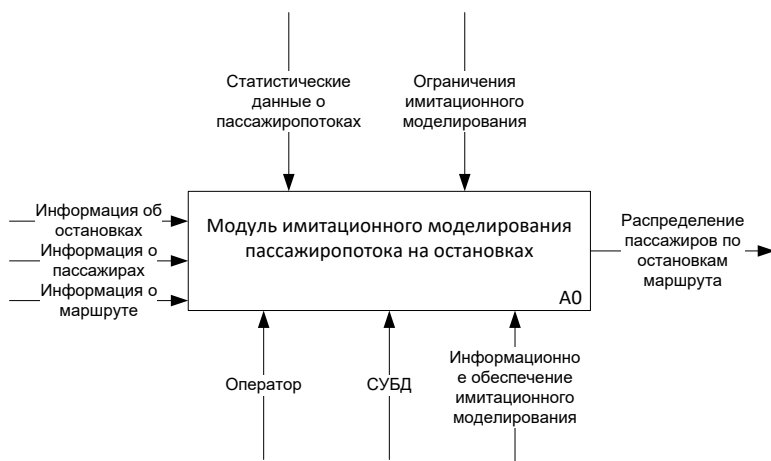 Статистические
данные о
пассажиропотоках
Ограничения
имитационного
моделирования
Информация об
остановках
Информация о
пассажирах
Информация о
маршруте
Модуль имитационного моделирования
пассажиропотока на остановках
A0
Распределение
пассажиров по
остановкам
маршрута
Оператор
СУБД
Информационно
е обеспечение
имитационного
моделирования